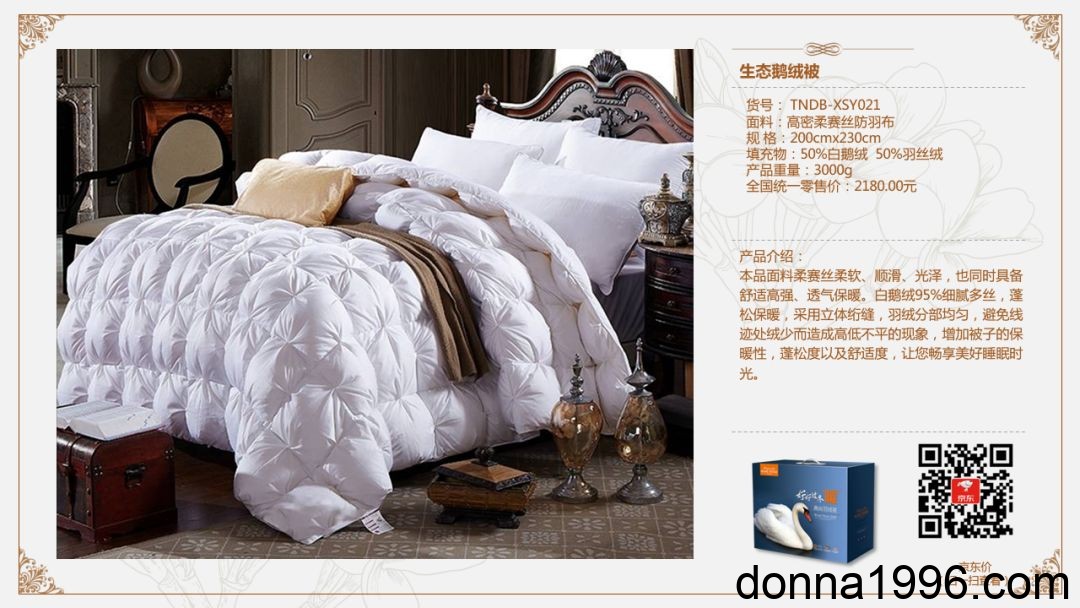 生态鹅绒被
货号： TNDB-XSY021
面料：高密柔赛丝防羽布
规 格：200cmx230cm
填充物：50%白鹅绒 50%羽丝绒
产品重量：3000g
全国统一零售价：2180.00元
产品介绍：
本品面料柔赛丝柔软、顺滑、光泽，也同时具备
舒适高强、透气保暖。白鹅绒95%细腻多丝，蓬
松保暖，采用立体绗缝，羽绒分部均匀，避免线
迹处绒少而造成高低不平的现象，增加被子的保
暖性，蓬松度以及舒适度，让您畅享美好睡眠时
光。
京东
京东价
扫查看
donna1996.com